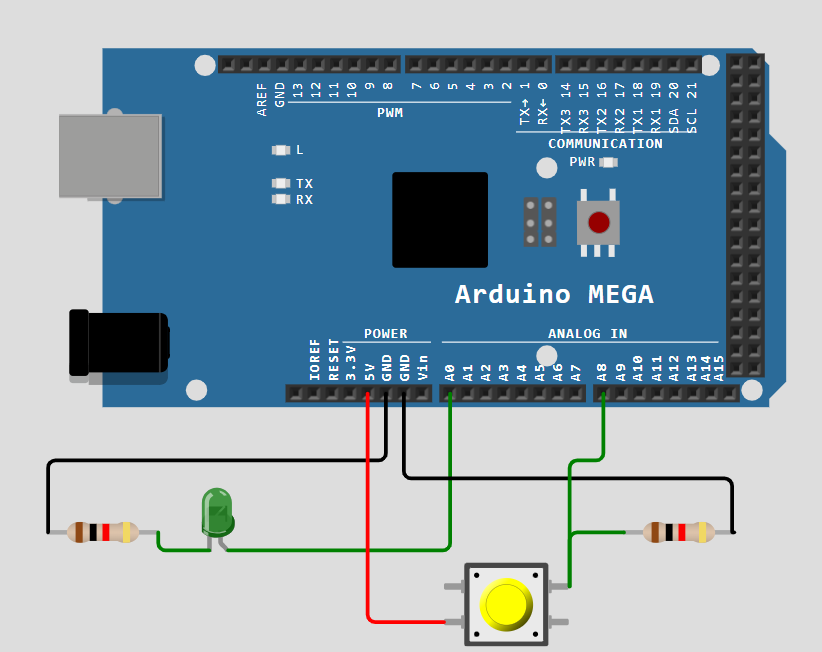 AREF
GND
13
12
11
10
9
8
7
6
5
4
3
2
TX→ 1
RX← 0
TX3 14
RX3 15
TX2 16
RX2 17
TX1 18
RX1 19
SDA 20
SCL 21
PWM
COMMUNICATION
L
PWR
TX
RX
Arduino MEGA
POWER
ANALOG IN
IOREF
RESET
3.3V
5V
GND
GND
Vin
A0
A1
A2
A3
A4
A5
A6
A7
A8
A9
A10
A11
A12
A13
A14
A15